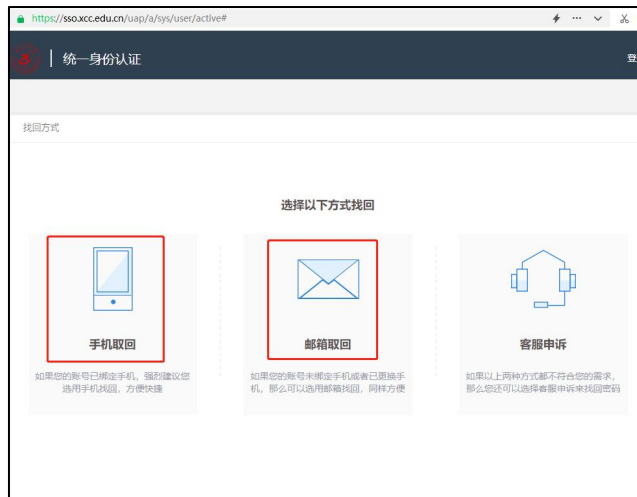 https://sso.xcc.edu.cn/uap/a/sys/user/active#
统一身份认证
登
找回方式
选择以下方式找回
手机取回
如果您的账号已绑定手机，强烈建议您
选用手机找回，方便快捷
邮箱取回
如果您的账号未绑定手机或者已更换手
机，那么可以选用邮箱找回，同样方便
客服申诉
如果以上两种方式都不符合您的需求，
那么您还可以选择客服申诉来找回密码